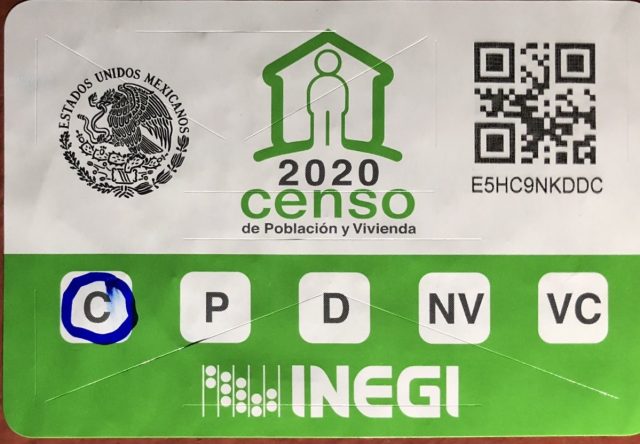 ESTADOS UNIDOS MEXICANOS
2020
censo
de Población y Vivienda
E5HC9NKDDC
C P D NV VC
INEGI